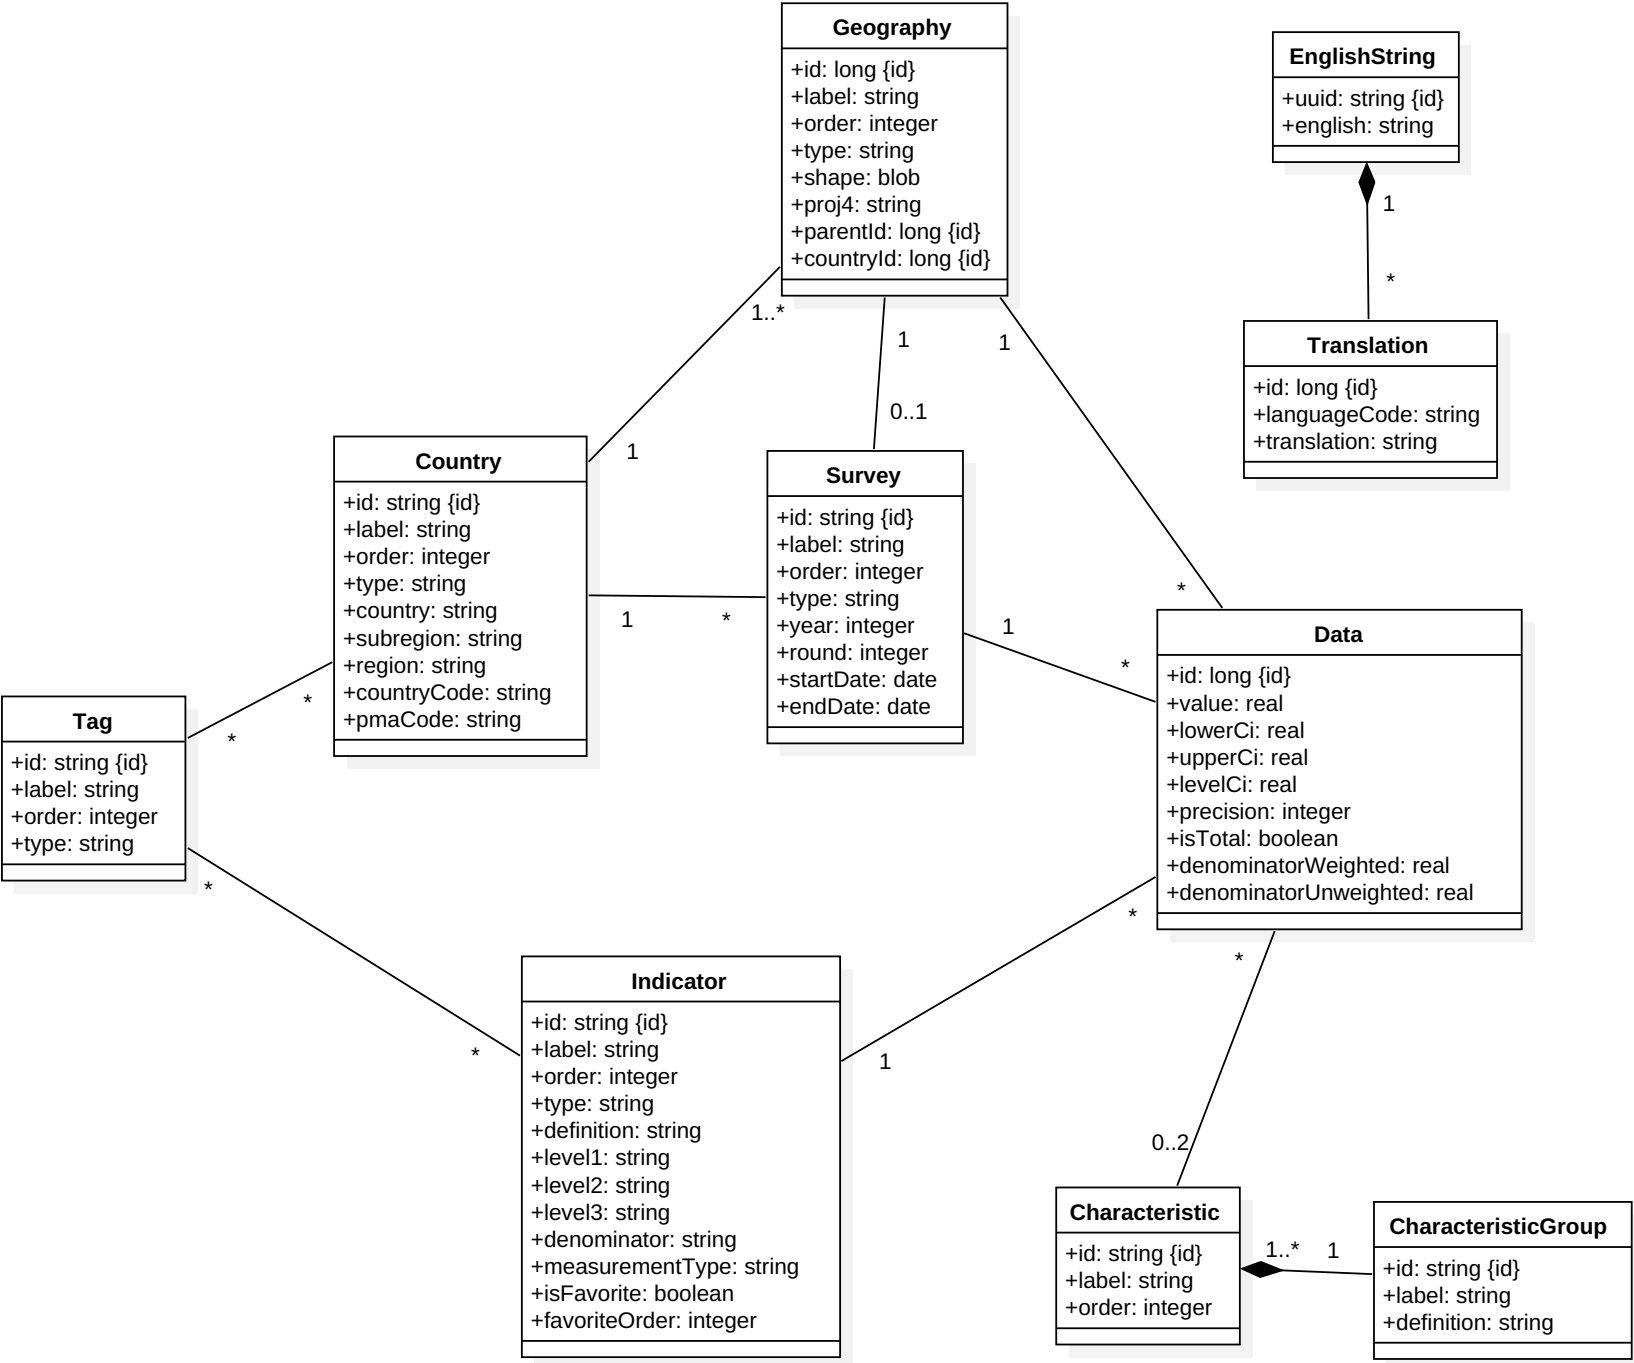 Geography
+id: long {id}
+label: string
+order: integer
+type: string
+shape: blob
+proj4: string
+parentId: long {id}
+countryId: long {id}
EnglishString
+uuid: string {id}
+english: string
1
*
Translation
+id: long {id}
+languageCode: string
+translation: string
1..*
1
1
0..1
1
*
Country
+id: string {id}
+label: string
+order: integer
+type: string
+country: string
+subregion: string
+region: string
+countryCode: string
+pmaCode: string
1
*
Survey
+id: string {id}
+label: string
+order: integer
+type: string
+year: integer
+round: integer
+startDate: date
+endDate: date
1
*
Data
+id: long {id}
+value: real
+lowerCi: real
+upperCi: real
+levelCi: real
+precision: integer
+isTotal: boolean
+denominatorWeighted: real
+denominatorUnweighted: real
*
*
Tag
+id: string {id}
+label: string
+order: integer
+type: string
*
*
Indicator
+id: string {id}
+label: string
+order: integer
+type: string
+definition: string
+level1: string
+level2: string
+level3: string
+denominator: string
+measurementType: string
+isFavorite: boolean
+favoriteOrder: integer
*
1
*
0..2
Characteristic
+id: string {id}
+label: string
+order: integer
1..*
1
CharacteristicGroup
+id: string {id}
+label: string
+definition: string